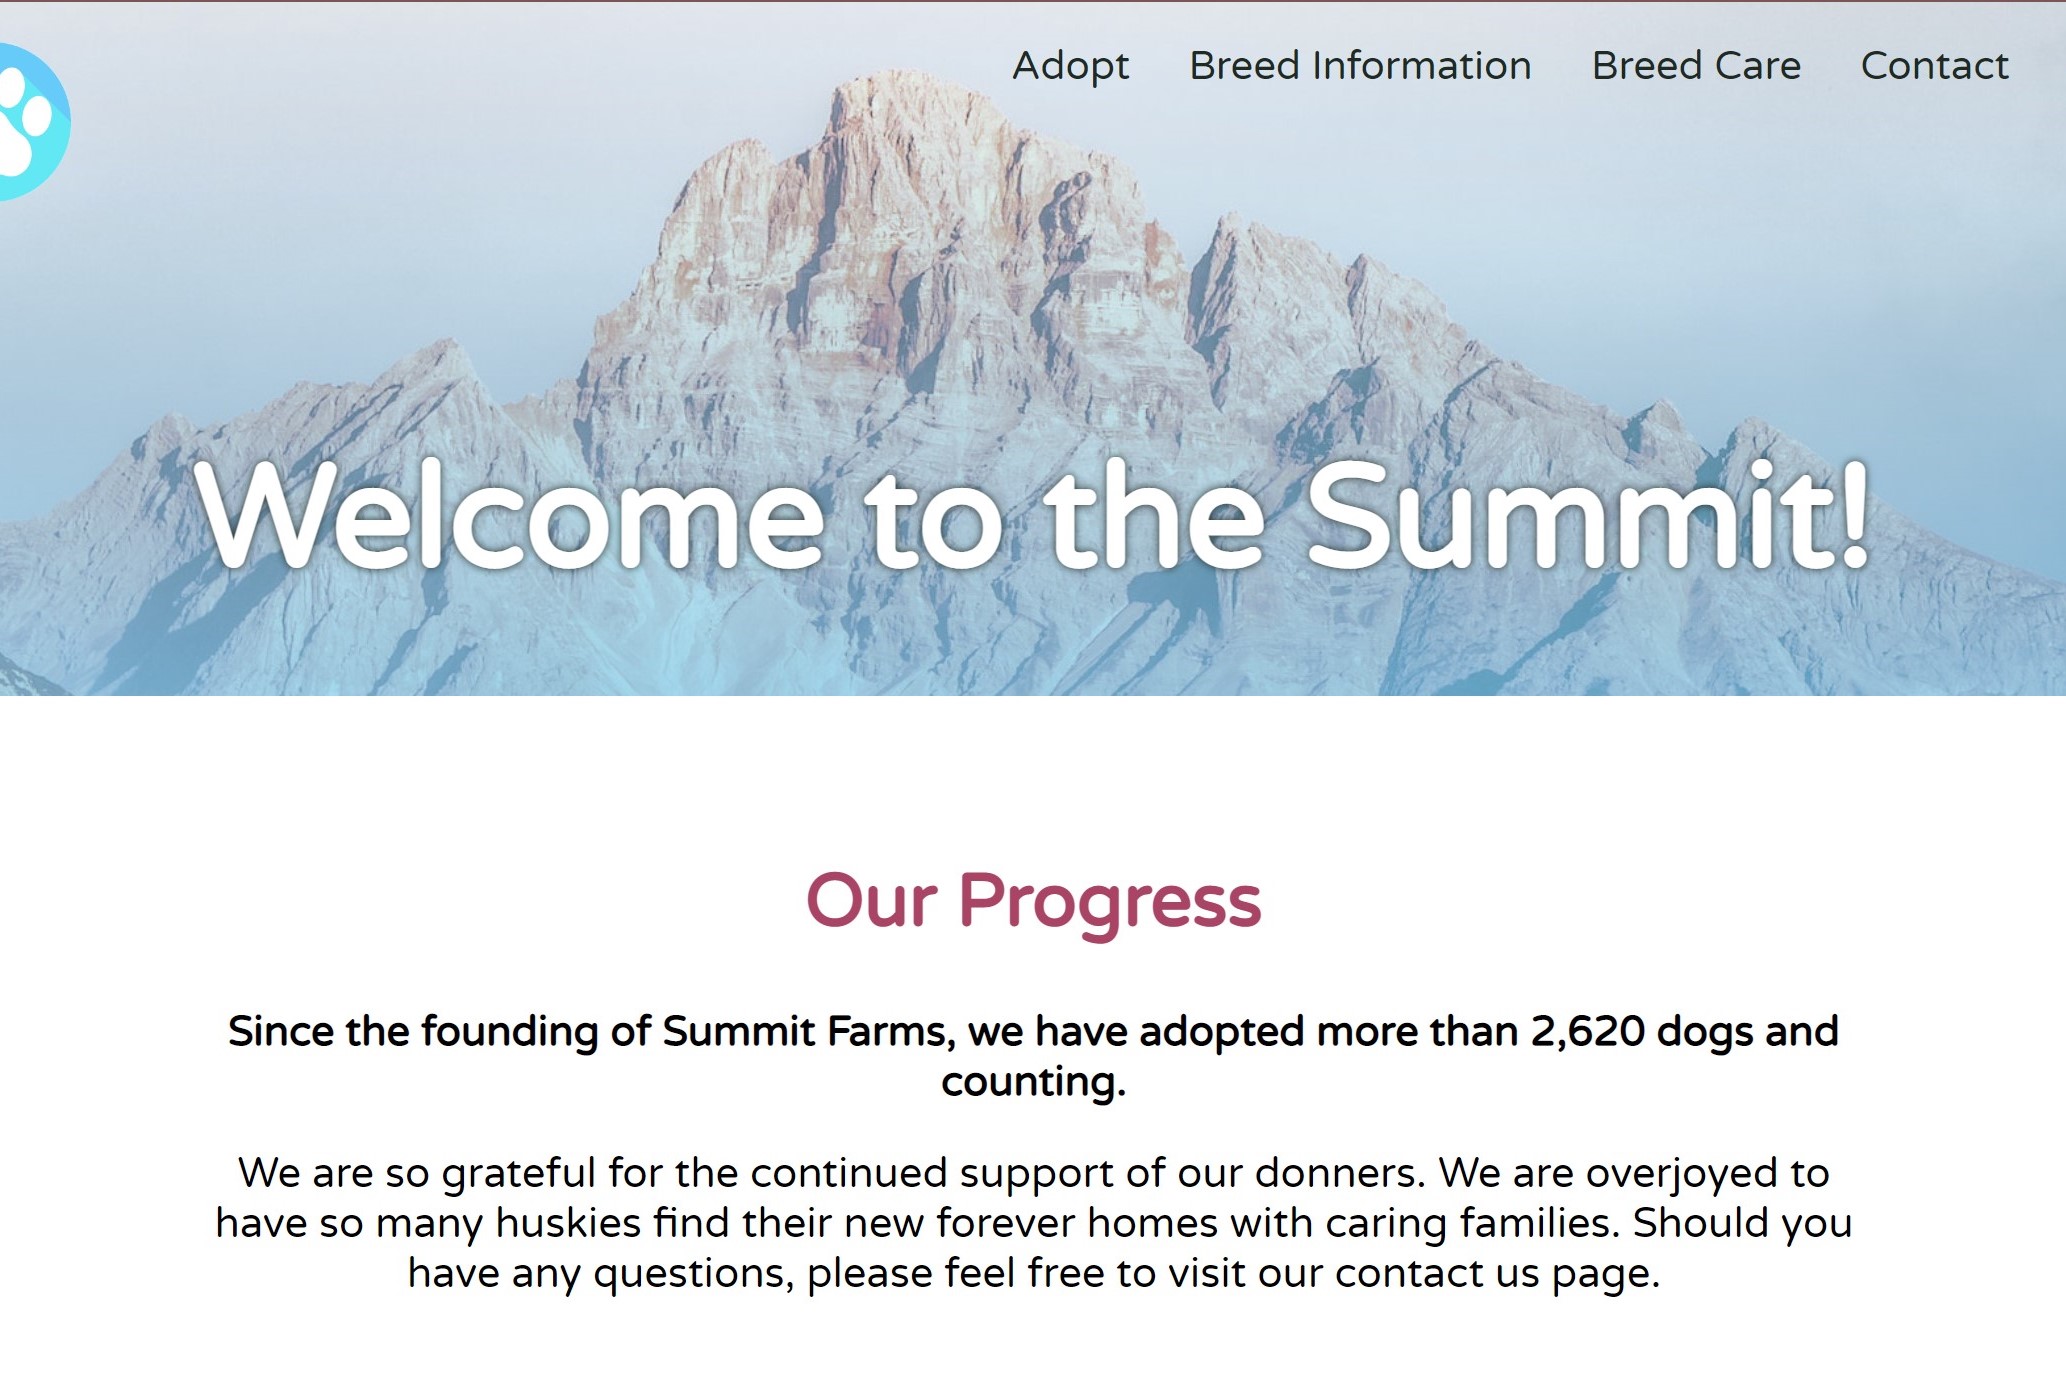 Adopt Breed Information Breed Care Contact
Welcome to the Summit!
Our Progress
Since the founding of Summit Farms, we have adopted more than 2,620 dogs and
counting.
We are so grateful for the continued support of our donners. We are overjoyed to
have so many huskies find their new forever homes with caring families. Should you
have any questions, please feel free to visit our contact us page.